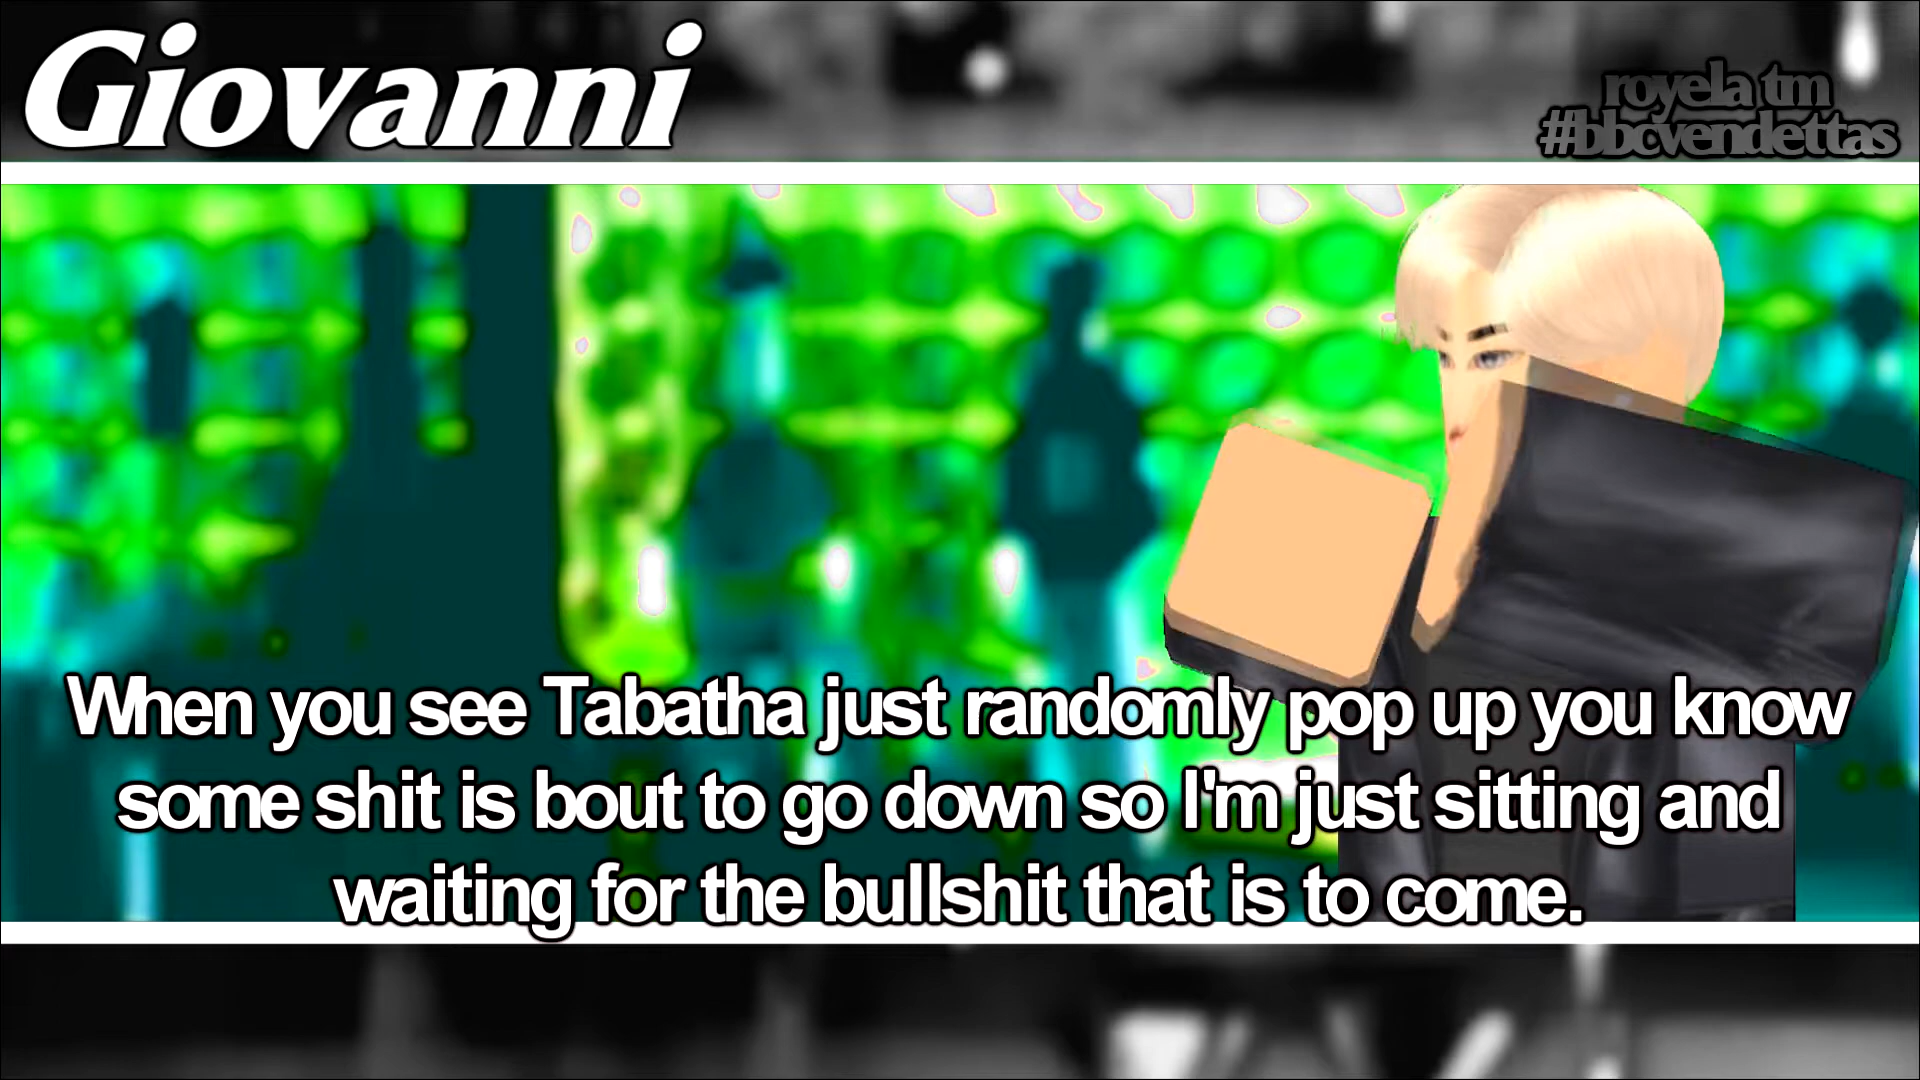 Giovanni
royela tm
#bbcvendettas
When you see Tabatha just randomly pop up you know
some shit is bout to go down so I'm just sitting and
waiting for the bullshit that is to come.